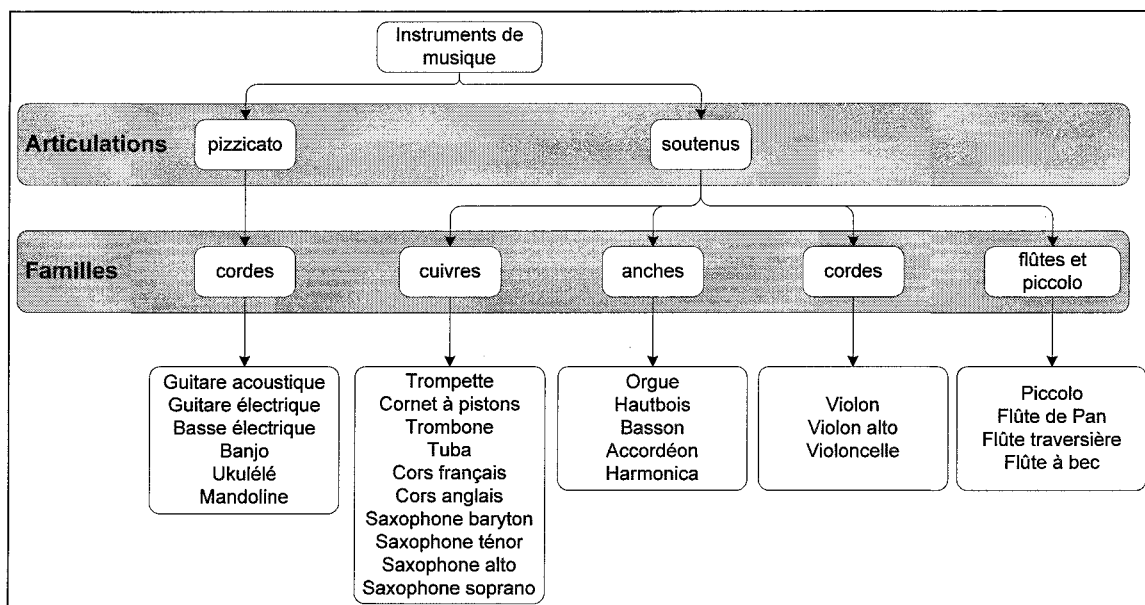 Instruments de
musique
Articulations
pizzicato
soutenus
Familles
cordes
cuivres
anches
cordes
flûtes et
piccolo
Guitare acoustique
Guitare électrique
Basse électrique
Banjo
Ukulélé
Mandoline
Trompette
Cornet à pistons
Trombone
Tuba
Cors français
Cors anglais
Saxophone baryton
Saxophone ténor
Saxophone alto
Saxophone soprano
Orgue
Hautbois
Basson
Accordéon
Harmonica
Violon
Violon alto
Violoncelle
Piccolo
Flûte de Pan
Flûte traversière
Flûte à bec